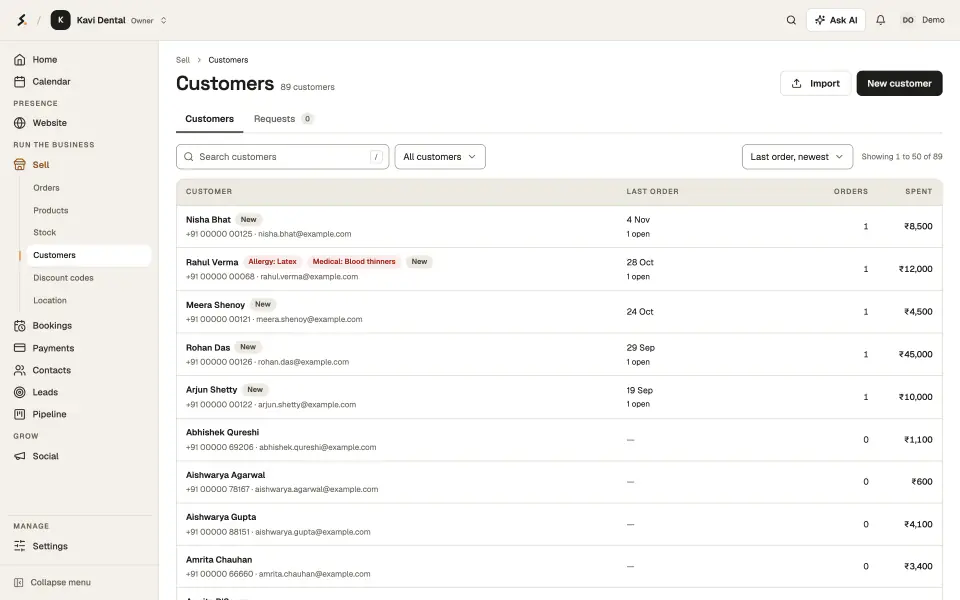 / K Kavi Dental Owner
Ask AI DO Demo
Home
Calendar
PRESENCE
Website
RUN THE BUSINESS
Sell
Orders
Products
Stock
Customers
Discount codes
Location
Bookings
Payments
Contacts
Leads
Pipeline
GROW
Social
MANAGE
Settings
Collapse menu
Sell > Customers
Customers 89 customers
Import New customer
Customers Requests 0
Search customers / All customers Last order, newest Showing 1 to 50 of 89
CUSTOMER LAST ORDER ORDERS SPENT
Nisha Bhat New 4 Nov 1 ₹8,500
+91 00000 00125 · nisha.bhat@example.com 1 open
Rahul Verma Allergy: Latex Medical: Blood thinners New 28 Oct 1 ₹12,000
+91 00000 00068 · rahul.verma@example.com 1 open
Meera Shenoy New 24 Oct 1 ₹4,500
+91 00000 00121 · meera.shenoy@example.com
Rohan Das New 29 Sep 1 ₹45,000
+91 00000 00126 · rohan.das@example.com 1 open
Arjun Shetty New 19 Sep 1 ₹10,000
+91 00000 00122 · arjun.shetty@example.com 1 open
Abhishek Qureshi — 0 ₹1,100
+91 00000 69206 · abhishek.qureshi@example.com
Aishwarya Agarwal — 0 ₹600
+91 00000 78167 · aishwarya.agarwal@example.com
Aishwarya Gupta — 0 ₹4,100
+91 00000 88151 · aishwarya.gupta@example.com
Amrita Chauhan — 0 ₹3,400
+91 00000 66660 · amrita.chauhan@example.com